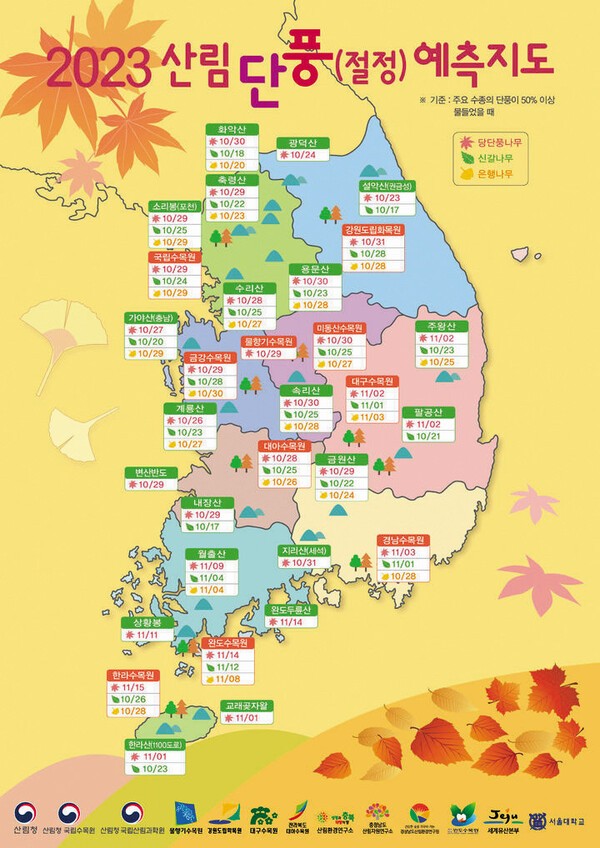 2023 산림 단풍(절정) 예측지도
※ 기준 : 주요 수종의 단풍이 50% 이상
물들었을 때
당단풍나무
신갈나무
은행나무
화악산
10/30
10/18
10/20
광덕산
10/24
축령산
10/29
10/22
10/23
설악산(권금성)
10/23
10/17
소리봉(포천)
10/29
10/25
10/29
강원도립화목원
10/31
10/28
10/28
국립수목원
10/29
10/24
10/29
용문산
10/30
10/23
10/28
수리산
10/28
10/25
10/27
가야산(충남)
10/27
10/20
10/29
물향기수목원
10/29
미동산수목원
10/30
10/25
10/27
주왕산
11/02
10/23
10/25
금강수목원
10/29
10/28
10/30
속리산
10/30
10/25
10/28
대구수목원
11/02
11/01
11/03
계룡산
10/26
10/23
10/27
팔공산
11/02
10/21
대아수목원
10/28
10/25
10/26
금원산
10/29
10/22
10/24
변산반도
10/29
내장산
10/29
10/17
월출산
11/09
11/04
11/04
지리산(세석)
10/31
경남수목원
11/03
11/01
10/28
상황봉
11/11
완도두륜산
11/14
완도수목원
11/14
11/12
11/08
한라수목원
11/15
10/26
10/28
교래곶자왈
11/01
한라산(1100도로)
11/01
10/23
산림청
산림청 국립수목원
산림청 국립산림과학원
물향기수목원
강원도립화목원
대구수목원
전라북도
대아수목원
충북
산림환경연구소
충청남도
산림자원연구소
경상남도산림환경연구원
완도수목원
Jeju
세계유산본부
서울대학교